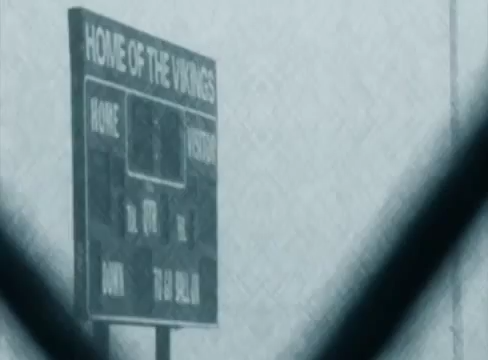 HOME OF THE VIKINGS
HOME VISITOR
QTR
DOWN TO GO BALL ON